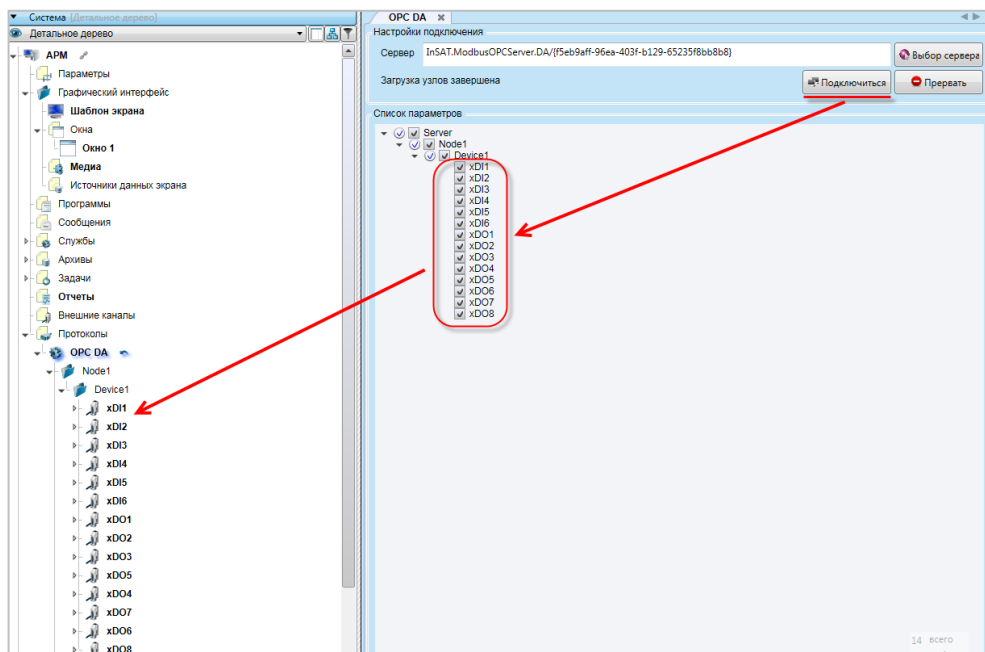 Система [Детальное дерево]
Детальное дерево
АРМ
Параметры
Графический интерфейс
Шаблон экрана
Окна
Окно 1
Медиа
Источники данных экрана
Программы
Сообщения
Службы
Архивы
Задачи
Отчеты
Внешние каналы
Протоколы
OPC DA
Node1
Device1
xDI1
xDI2
xDI3
xDI4
xDI5
xDI6
xDO1
xDO2
xDO3
xDO5
xDO4
xDO7
xDO6
xDO8
OPC DA
Настройки подключения
Сервер InSAT.ModbusOPCServer.DA/{f5eb9aff-96ea-403f-b129-65235f8bb8b8} Выбор сервера
Загрузка узлов завершена Подключиться Прервать
Список параметров
Server
Node1
Device1
xDI1
xDI2
xDI3
xDI4
xDI5
xDI6
xDO1
xDO2
xDO3
xDO4
xDO5
xDO6
xDO7
xDO8
14 всего